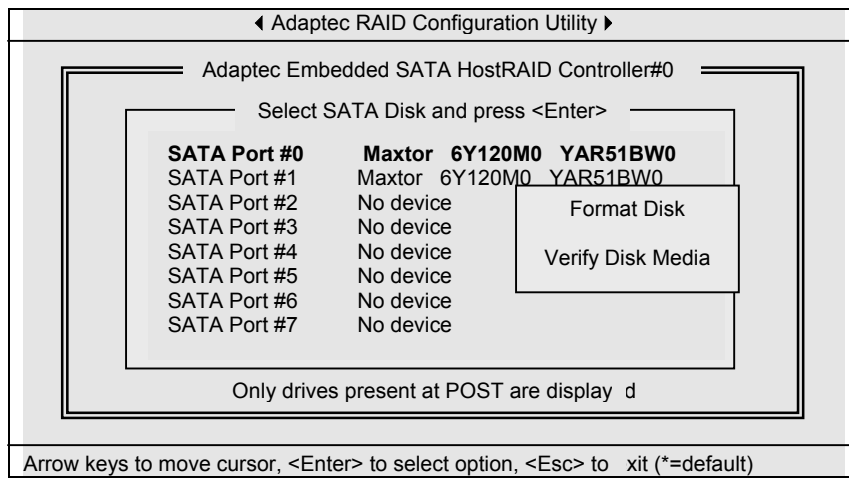 Adaptec RAID Configuration Utility
Adaptec Embedded SATA HostRAID Controller#0
Select SATA Disk and press <Enter>
SATA Port #0 Maxtor 6Y120M0 YAR51BW0
SATA Port #1 Maxtor 6Y120M0 YAR51BW0
SATA Port #2 No device
SATA Port #3 No device
SATA Port #4 No device
SATA Port #5 No device
SATA Port #6 No device
SATA Port #7 No device
Format Disk
Verify Disk Media
Only drives present at POST are display d
Arrow keys to move cursor, <Enter> to select option, <Esc> to xit (*=default)